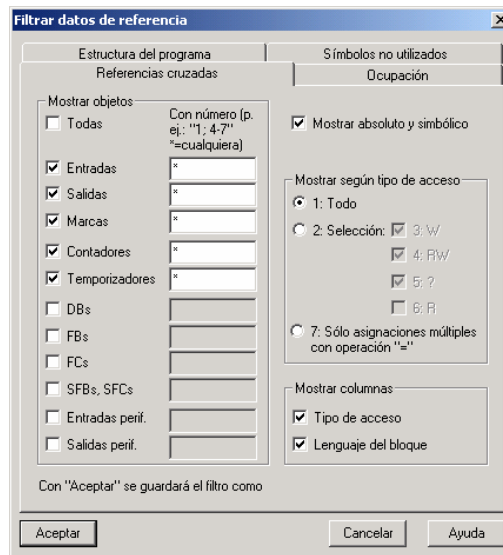 Filtrar datos de referencia
Estructura del programa
Símbolos no utilizados
Referencias cruzadas
Ocupación
Mostrar objetos
Todas
Con número (p.
ej.: "1; 4-7"
*=cualquiera)
Entradas
*
Salidas
*
Marcas
*
Contadores
*
Temporizadores
*
DBs
FBs
FCs
SFBs, SFCs
Entradas perif.
Salidas perif.
Mostrar absoluto y simbólico
Mostrar según tipo de acceso
1: Todo
2: Selección:
3: W
4: RW
5: ?
6: R
7: Sólo asignaciones múltiples
con operación "="
Mostrar columnas
Tipo de acceso
Lenguaje del bloque
Con "Aceptar" se guardará el filtro como
Aceptar
Cancelar
Ayuda